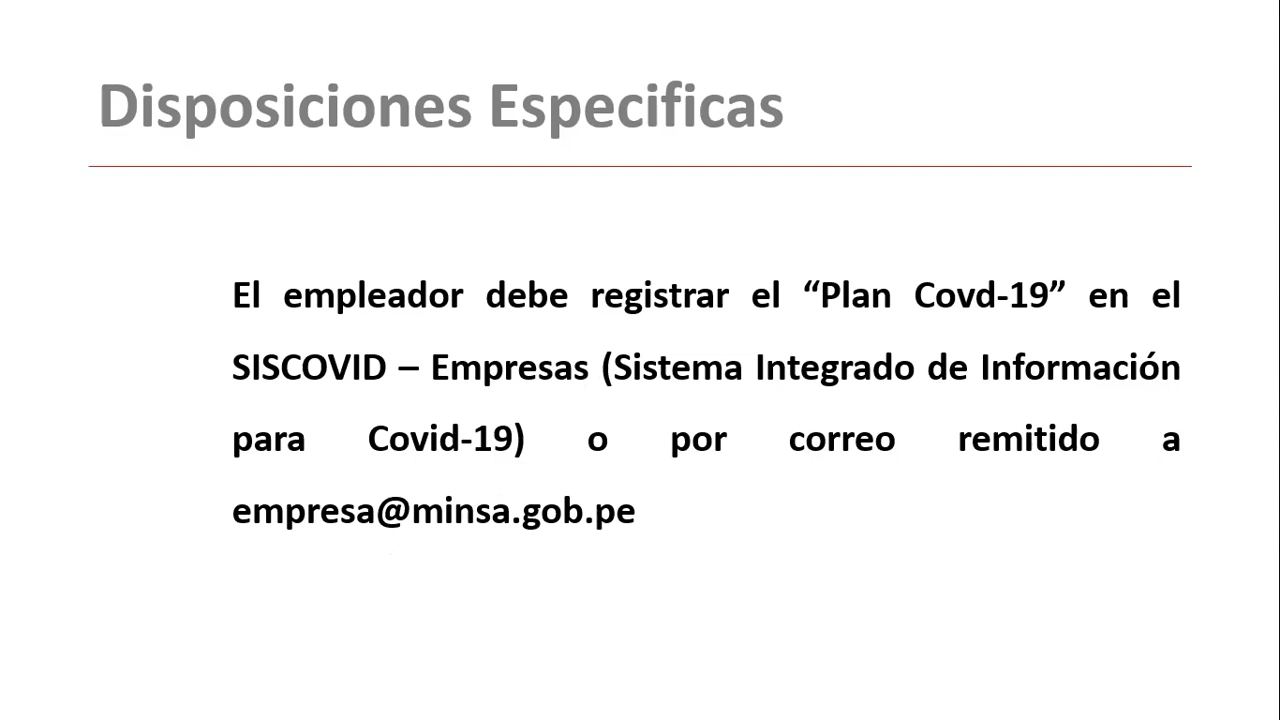 Disposiciones Especificas
El empleador debe registrar el “Plan Covd-19” en el
SISCOVID – Empresas (Sistema Integrado de Información
para Covid-19) o por correo remitido a
empresa@minsa.gob.pe